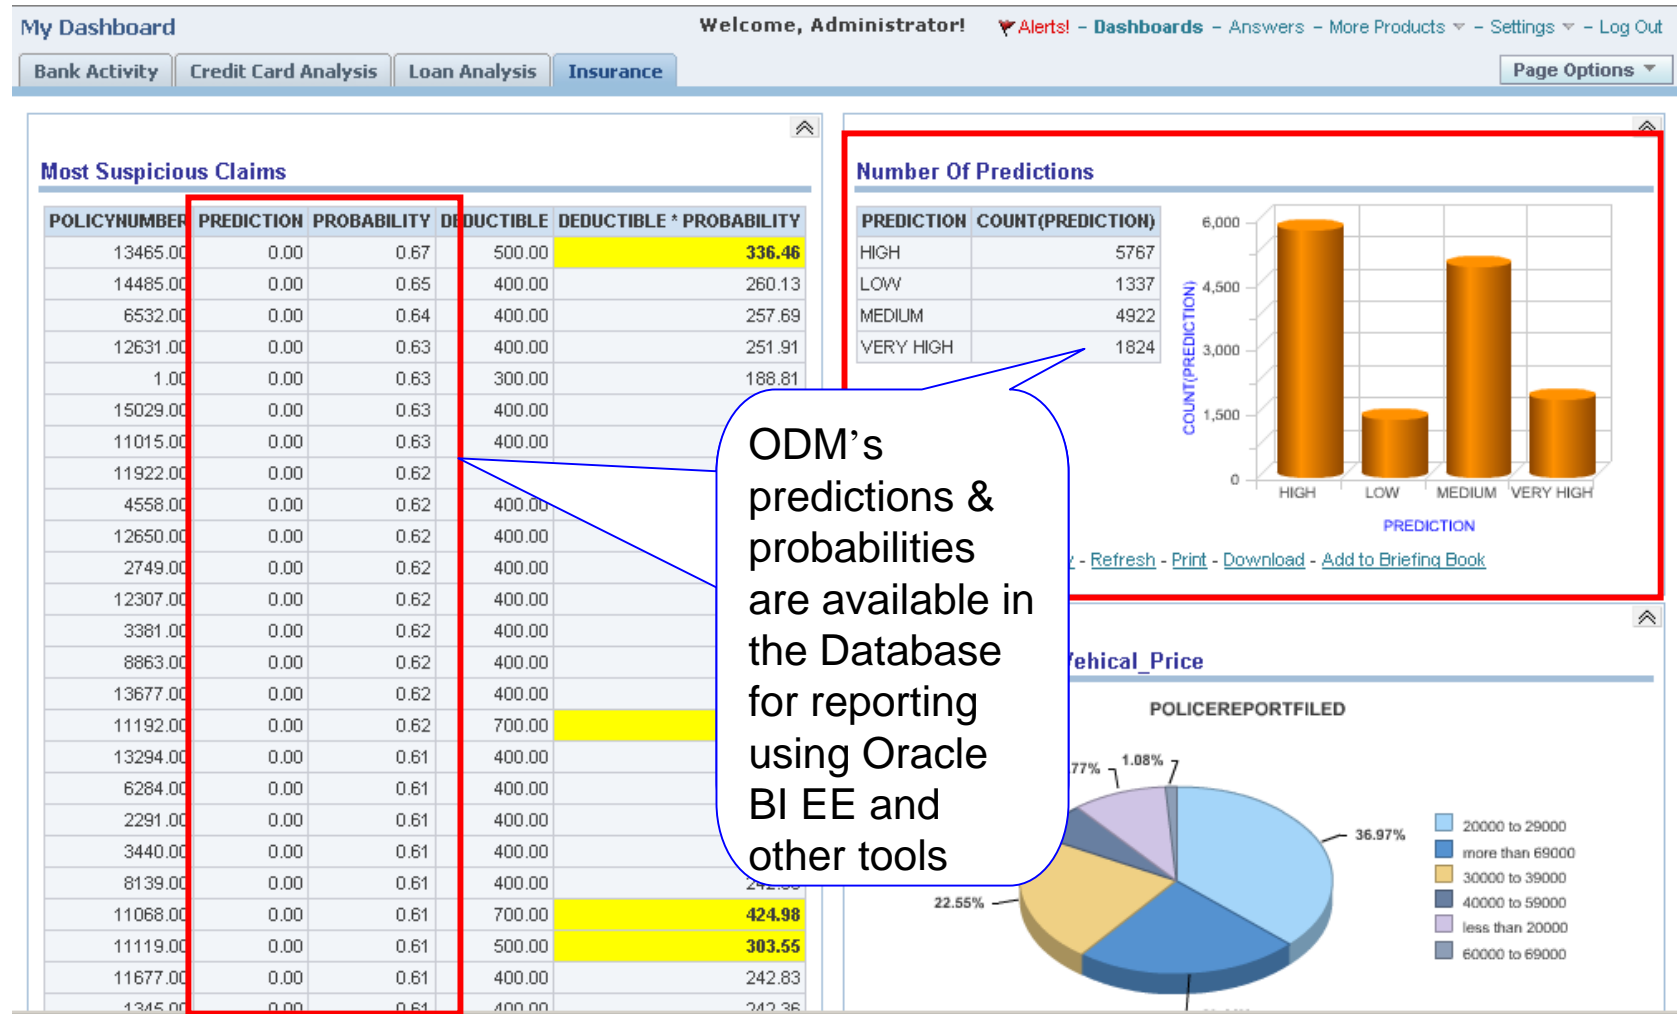 My Dashboard
Welcome, Administrator! Alerts! - Dashboards - Answers - More Products - Settings - Log Out
Bank Activity Credit Card Analysis Loan Analysis Insurance
Page Options
Most Suspicious Claims
POLICYNUMBER PREDICTION PROBABILITY DEDUCTIBLE DEDUCTIBLE * PROBABILITY
13465.00 0.00 0.67 500.00 336.46
14485.00 0.00 0.65 400.00 260.13
6532.00 0.00 0.64 400.00 257.69
12631.00 0.00 0.63 400.00 251.91
1.00 0.00 0.63 300.00 188.81
15029.00 0.00 0.63 400.00
11015.00 0.00 0.63 400.00
11922.00 0.00 0.62
4558.00 0.00 0.62 400.00
12650.00 0.00 0.62 400.00
2749.00 0.00 0.62 400.00
12307.00 0.00 0.62 400.00
3381.00 0.00 0.62 400.00
8863.00 0.00 0.62 400.00
13677.00 0.00 0.62 400.00
11192.00 0.00 0.62 700.00
13294.00 0.00 0.61 400.00
6284.00 0.00 0.61 400.00
2291.00 0.00 0.61 400.00
3440.00 0.00 0.61 400.00
8139.00 0.00 0.61 400.00
11068.00 0.00 0.61 700.00 424.98
11119.00 0.00 0.61 500.00 303.55
11677.00 0.00 0.61 400.00 242.83
1345.00 0.00 0.61 400.00 242.36
ODM's
predictions &
probabilities
are available in
the Database
for reporting
using Oracle
BI EE and
other tools
Number Of Predictions
PREDICTION COUNT(PREDICTION)
HIGH 5767
LOW 1337
MEDIUM 4922
VERY HIGH 1824
COUNT(PREDICTION)
6,000
4,500
3,000
1,500
0
HIGH LOW MEDIUM VERY HIGH
PREDICTION
- Refresh - Print - Download - Add to Briefing Book
Vehical_Price
POLICEREPORTFILED
77% 1.08%
36.97%
22.55%
20000 to 29000
more than 69000
30000 to 39000
40000 to 59000
less than 20000
60000 to 69000